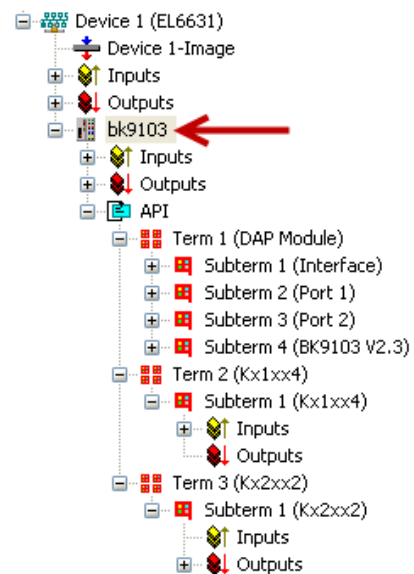 Device 1 (EL6631)
Device 1-Image
Inputs
Outputs
bk9103
Inputs
Outputs
API
Term 1 (DAP Module)
Subterm 1 (Interface)
Subterm 2 (Port 1)
Subterm 3 (Port 2)
Subterm 4 (BK9103 V2.3)
Term 2 (Kx1xx4)
Subterm 1 (Kx1xx4)
Inputs
Outputs
Term 3 (Kx2xx2)
Subterm 1 (Kx2xx2)
Inputs
Outputs